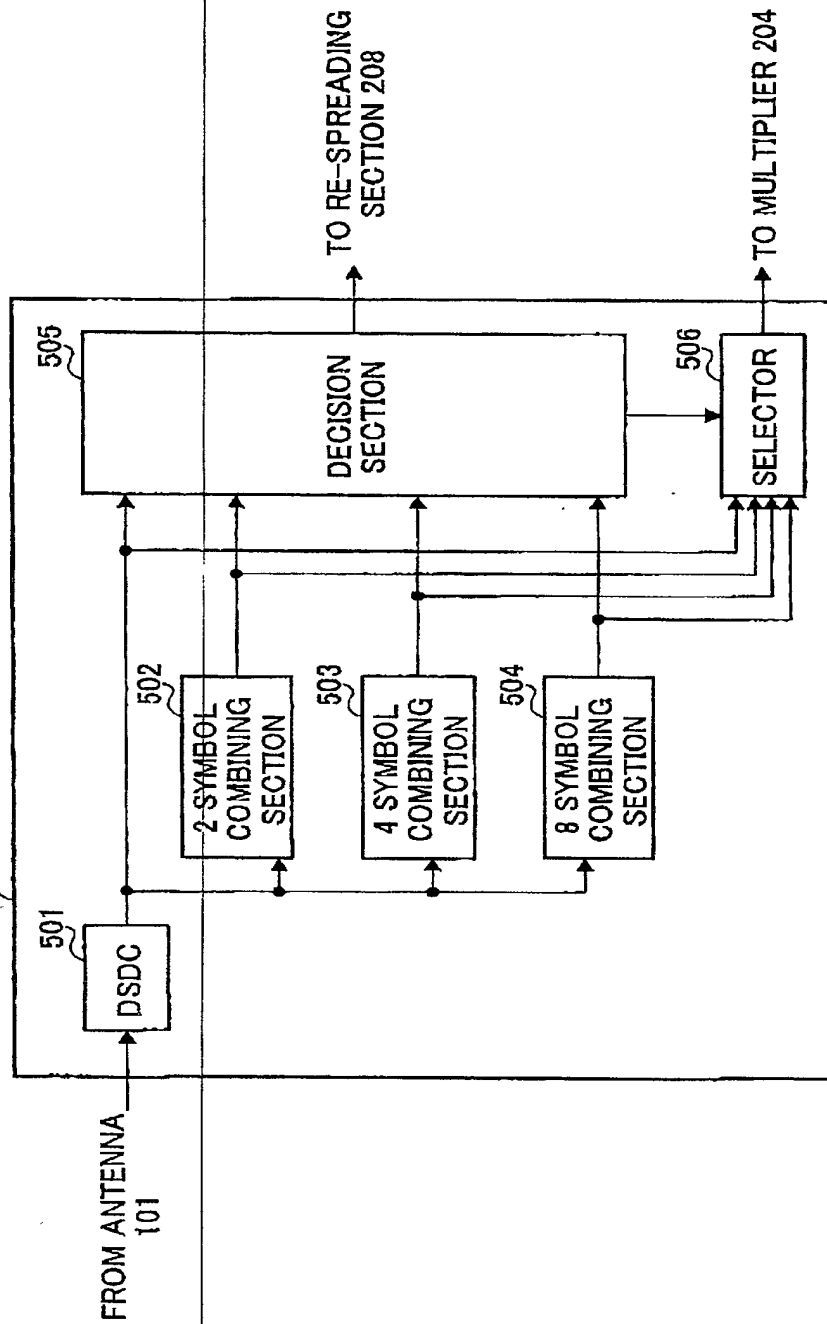 FROM ANTENNA
101
501
DSDC
502
2 SYMBOL
COMBINING
SECTION
503
4 SYMBOL
COMBINING
SECTION
504
8 SYMBOL
COMBINING
SECTION
505
DECISION
SECTION
506
SELECTOR
TO RE-SPREADING
SECTION 208
TO MULTIPLIER 204